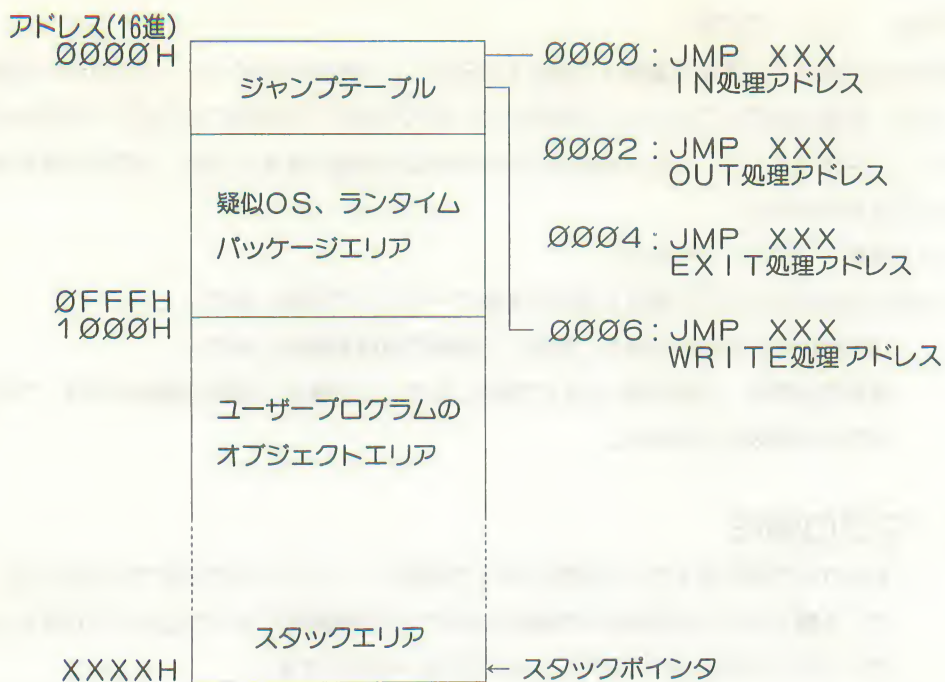 アドレス(16進)
0000H
ジャンプテーブル
疑似OS、ランタイム
パッケージエリア
0FFFH
1000H
ユーザープログラムの
オブジェクトエリア
スタックエリア
XXXXH
← スタックポインタ
0000 : JMP XXX
IN処理アドレス
0002 : JMP XXX
OUT処理アドレス
0004 : JMP XXX
EXIT処理アドレス
0006 : JMP XXX
WRITE処理アドレス